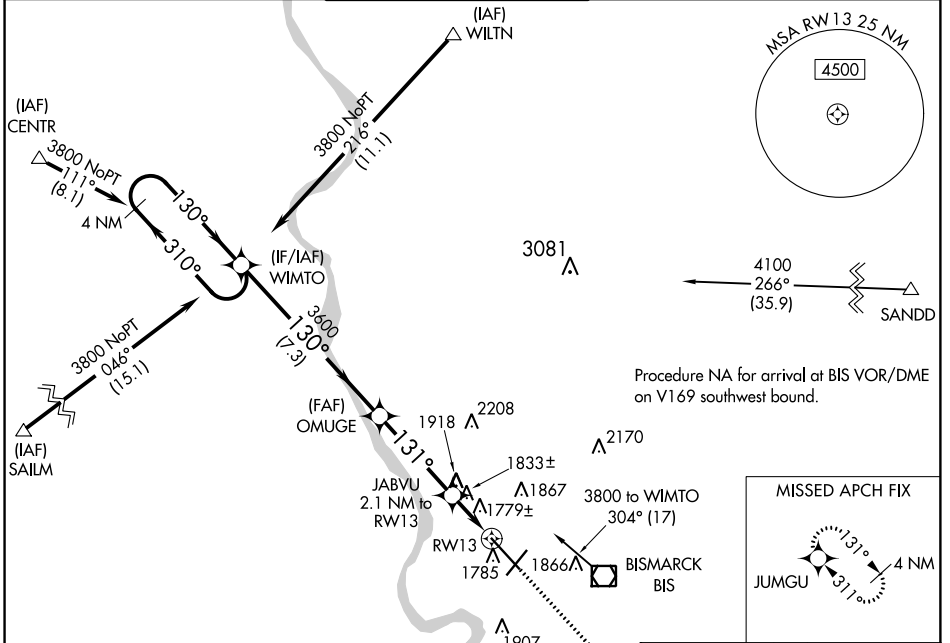 (IAF)
WILTN
MSA RW13 25 NM
4500
(IAF)
CENTR
3800 NoPT
111°
(8.1)
3800 NoPT
216°
(11.1)
4 NM
130°
310°
(IF/IAF)
WIMTO
3081
4100
266°
(35.9)
SANDD
3800 NoPT
046°
(15.1)
3600
130°
(7.3)
Procedure NA for arrival at BIS VOR/DME
on V169 southwest bound.
(IAF)
SAILM
(FAF)
OMUGE
131°
1918
2208
2170
1833±
JABVU
2.1 NM to
RW13
1867
1779±
3800 to WIMTO
304° (17)
RW13
1785
1866
BISMARCK
BIS
MISSED APCH FIX
131°
4 NM
JUMGU
311°
1907